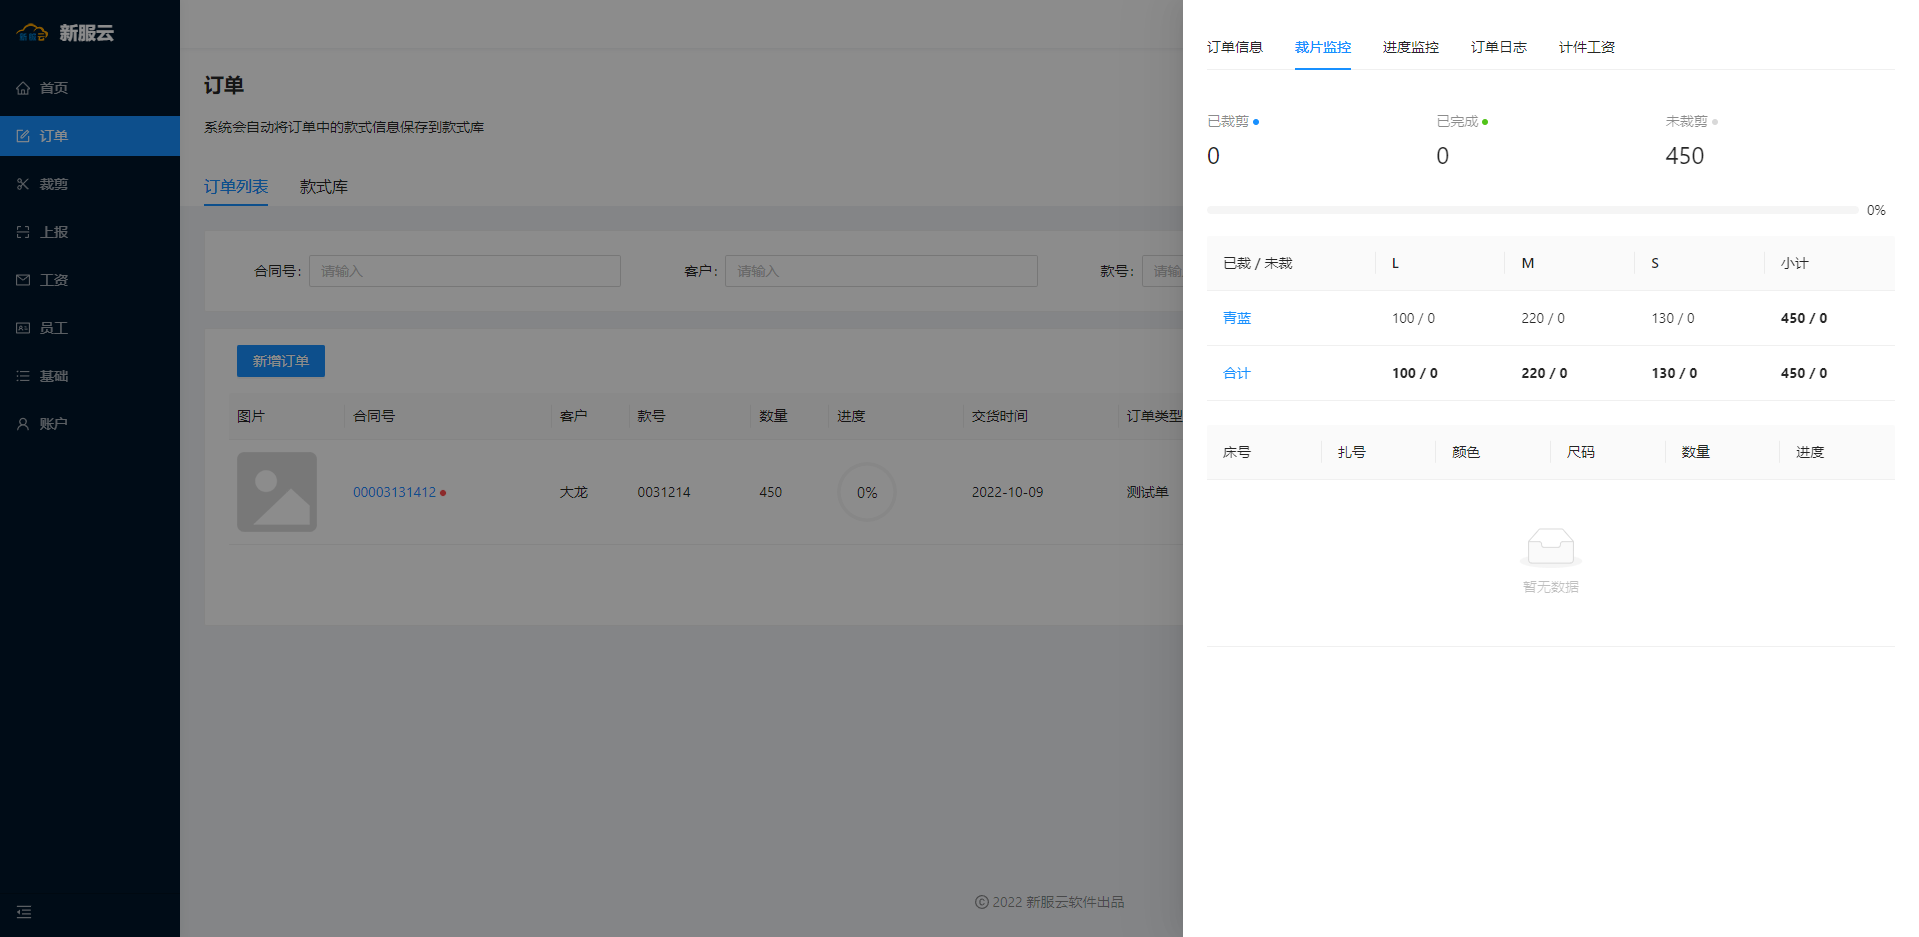 新服云
首页
订单
裁剪
上报
工资
员工
基础
账户
订单
系统会自动将订单中的款式信息保存到款式库
订单列表 款式库
合同号: 请输入 客户: 请输入 款号: 请输
新增订单
图片 合同号 客户 款号 数量 进度 交货时间 订单类型
00003131412 大龙 0031214 450 0% 2022-10-09 测试单
© 2022 新服云软件出品
订单信息 裁片监控 进度监控 订单日志 计件工资
已裁剪 已完成 未裁剪
0 0 450
0%
已裁 / 未裁 L M S 小计
青蓝 100 / 0 220 / 0 130 / 0 450 / 0
合计 100 / 0 220 / 0 130 / 0 450 / 0
床号 扎号 颜色 尺码 数量 进度
暂无数据